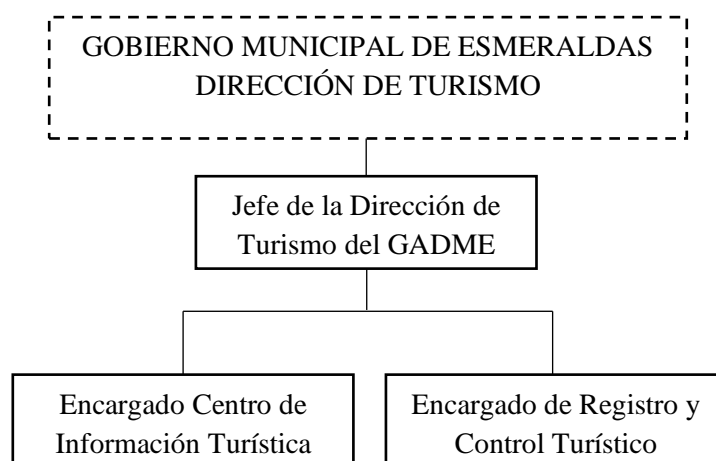 GOBIERNO MUNICIPAL DE ESMERALDAS
DIRECCIÓN DE TURISMO
Jefe de la Dirección de
Turismo del GADME
Encargado Centro de
Información Turística
Encargado de Registro y
Control Turístico